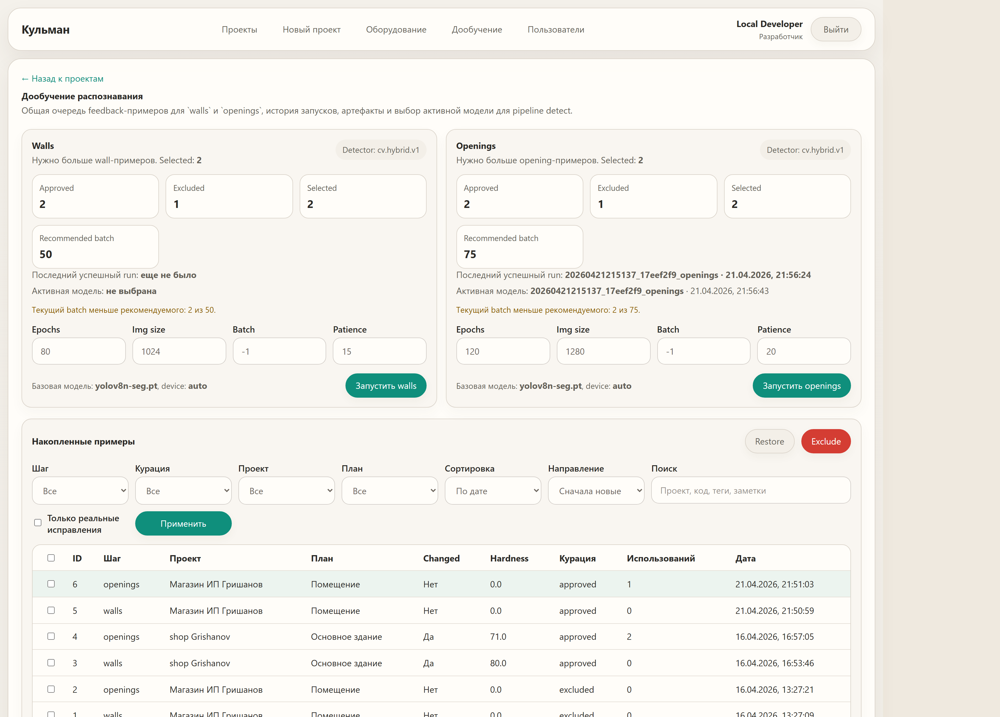 Кульман
Проекты
Новый проект
Оборудование
Дообучение
Пользователи
Local Developer
Разработчик
Выйти
← Назад к проектам
Дообучение распознавания
Общая очередь feedback-примеров для `walls` и `openings`, история запусков, артефакты и выбор активной модели для pipeline detect.
Walls
Нужно больше wall-примеров. Selected: 2
Detector: cv.hybrid.v1
Approved
2
Excluded
1
Selected
2
Recommended batch
50
Последний успешный run: еще не было
Активная модель: не выбрана
Текущий batch меньше рекомендуемого: 2 из 50.
Epochs
80
Img size
1024
Batch
-1
Patience
15
Базовая модель: yolov8n-seg.pt, device: auto
Запустить walls
Openings
Нужно больше opening-примеров. Selected: 2
Detector: cv.hybrid.v1
Approved
2
Excluded
1
Selected
2
Recommended batch
75
Последний успешный run: 20260421215137_17eef2f9_openings · 21.04.2026, 21:56:24
Активная модель: 20260421215137_17eef2f9_openings · 21.04.2026, 21:56:43
Текущий batch меньше рекомендуемого: 2 из 75.
Epochs
120
Img size
1280
Batch
-1
Patience
20
Базовая модель: yolov8n-seg.pt, device: auto
Запустить openings
Накопленные примеры
Restore
Exclude
Шаг
Все
Курация
Все
Проект
Все
План
Все
Сортировка
По дате
Направление
Сначала новые
Поиск
Проект, код, теги, заметки
Только реальные
исправления
Применить
ID Шаг Проект План Changed Hardness Курация Использований Дата
6 openings Магазин ИП Гришанов Помещение Нет 0.0 approved 1 21.04.2026, 21:51:03
5 walls Магазин ИП Гришанов Помещение Нет 0.0 approved 0 21.04.2026, 21:50:59
4 openings shop Grishanov Основное здание Да 71.0 approved 2 16.04.2026, 16:57:05
3 walls shop Grishanov Основное здание Да 80.0 approved 0 16.04.2026, 16:53:46
2 openings Магазин ИП Гришанов Помещение Нет 0.0 excluded 0 16.04.2026, 13:27:21
1 walls Магазин ИП Гришанов Помещение Нет 0.0 excluded 0 16.04.2026, 13:27:09